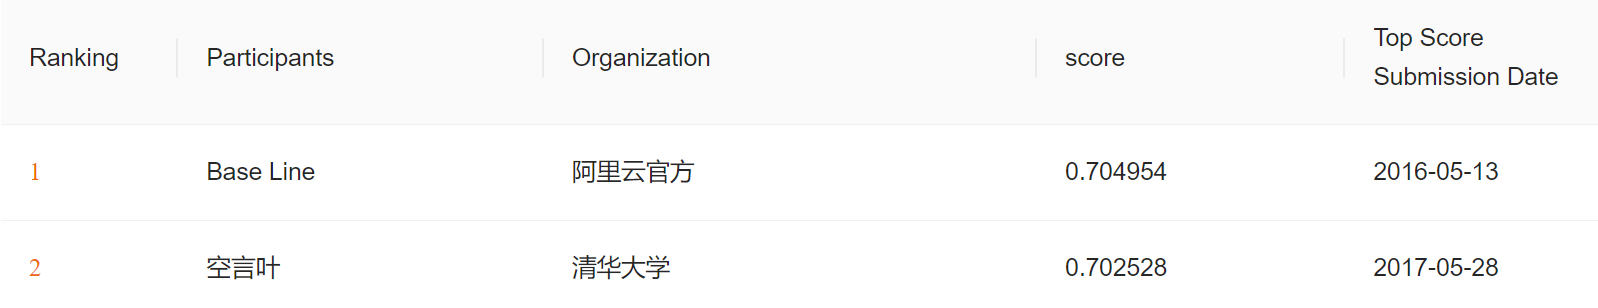 Ranking Participants Organization score Top Score Submission Date
1 Base Line 阿里云官方 0.704954 2016-05-13
2 空言叶 清华大学 0.702528 2017-05-28